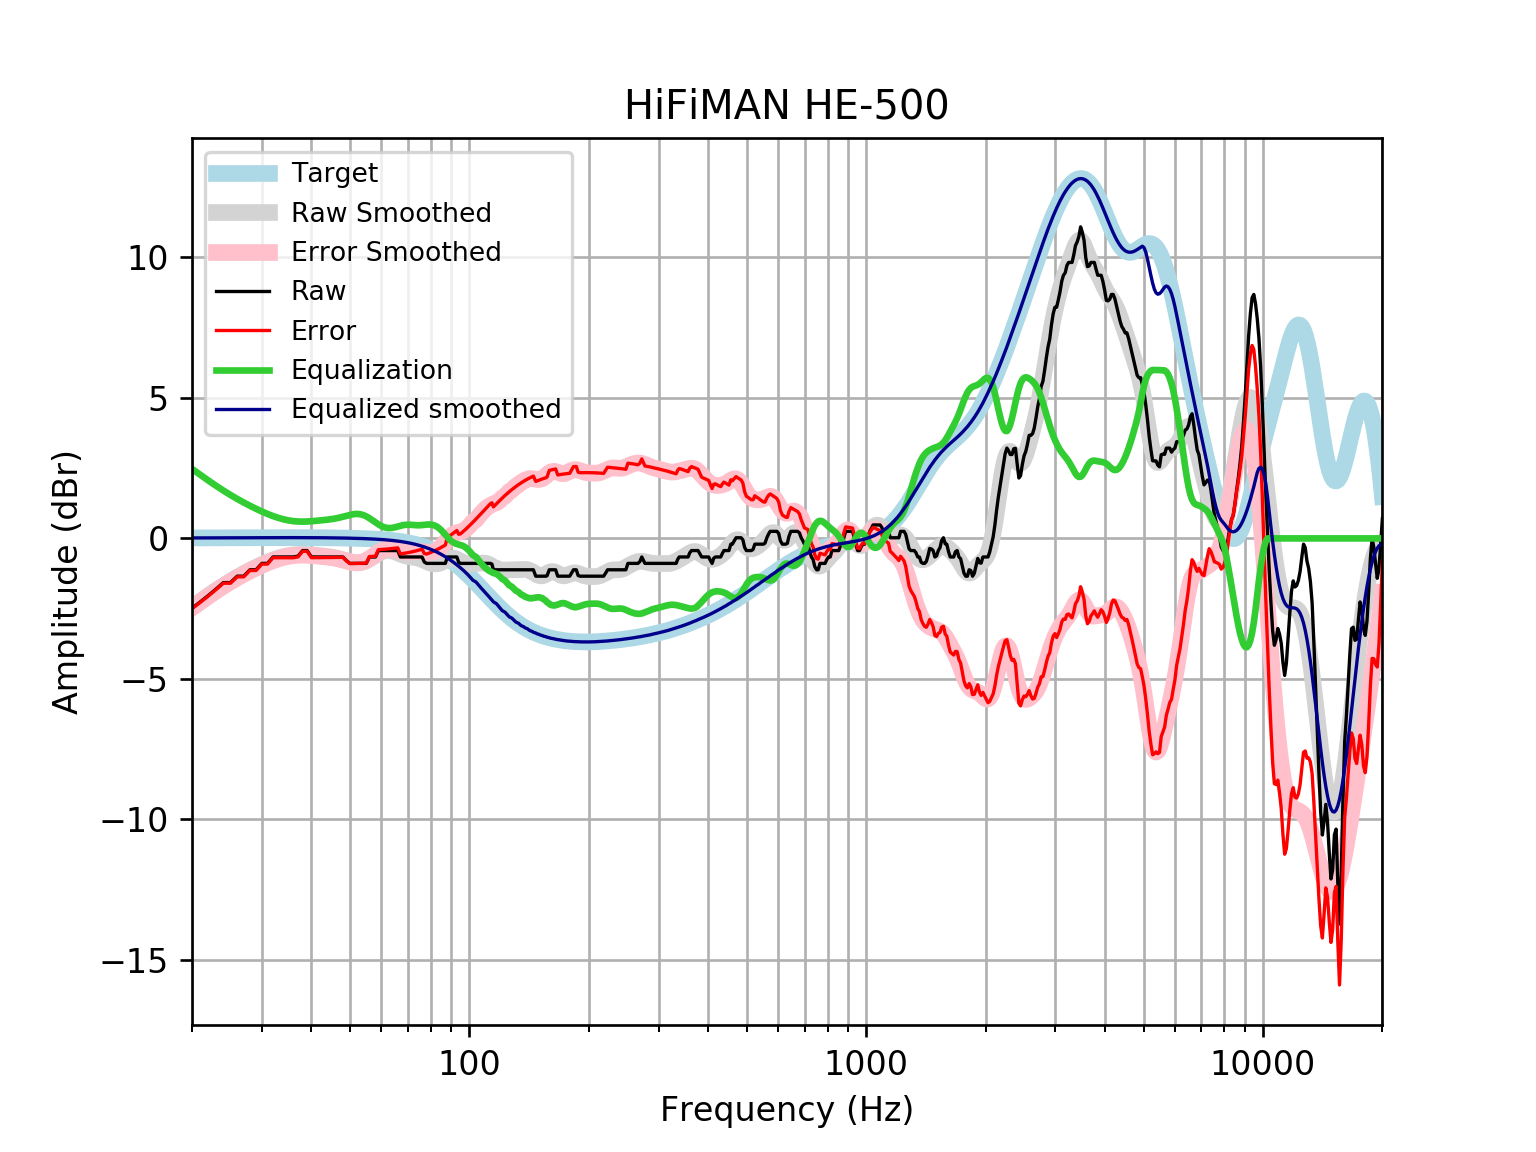 HiFiMAN HE-500
Target
Raw Smoothed
Error Smoothed
Raw
Error
Equalization
Equalized smoothed
10
5
0
−5
−10
−15
Amplitude (dBr)
100 1000 10000
Frequency (Hz)